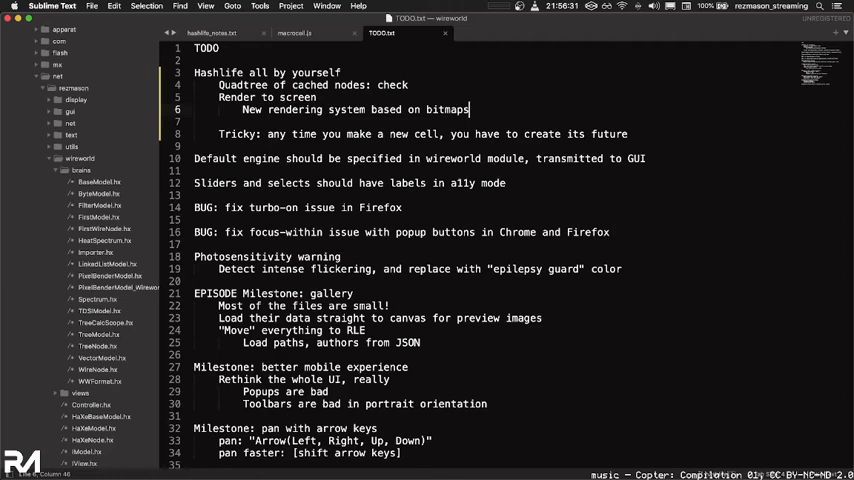 Sublime Text File Edit Selection Find View Goto Tools Project Window Help 21:56:31 100% rezmason_streaming
TODO.txt — wireworld
UNREGISTERED
hashlife_notes.txt × macrocell.js × TODO.txt ×
apparat
com
flash
mx
net
rezmason
display
gui
net
text
utils
wireworld
brains
/* BaseModel.hx
/* ByteModel.hx
/* FilterModel.hx
/* FirstModel.hx
/* FirstWireNode.hx
/* HeatSpectrum.hx
/* Importer.hx
/* LinkedListModel.hx
/* PixelBenderModel.hx
/* PixelBenderModel_Wirewor
/* Spectrum.hx
/* TDSIModel.hx
/* TreeCalcScope.hx
/* TreeModel.hx
/* TreeNode.hx
/* VectorModel.hx
/* WireNode.hx
/* WWFormat.hx
views
/* Controller.hx
/* HaXeBaseModel.hx
/* HaXeModel.hx
/* HaXeNode.hx
/* IModel.hx
/* IView.hx
1 TODO
2
3 Hashlife all by yourself
4 Quadtree of cached nodes: check
5 Render to screen
6 New rendering system based on bitmaps
7
8 Tricky: any time you make a new cell, you have to create its future
9
10 Default engine should be specified in wireworld module, transmitted to GUI
11
12 Sliders and selects should have labels in a11y mode
13
14 BUG: fix turbo-on issue in Firefox
15
16 BUG: fix focus-within issue with popup buttons in Chrome and Firefox
17
18 Photosensitivity warning
19 Detect intense flickering, and replace with "epilepsy guard" color
20
21 EPISODE Milestone: gallery
22 Most of the files are small!
23 Load their data straight to canvas for preview images
24 "Move" everything to RLE
25 Load paths, authors from JSON
26
27 Milestone: better mobile experience
28 Rethink the whole UI, really
29 Popups are bad
30 Toolbars are bad in portrait orientation
31
32 Milestone: pan with arrow keys
33 pan: "Arrow(Left, Right, Up, Down)"
34 pan faster: [shift arrow keys]
35
RM
Line 6, Column 46
music – Copter: Compilation 01, CC BY-NC-ND 2.0